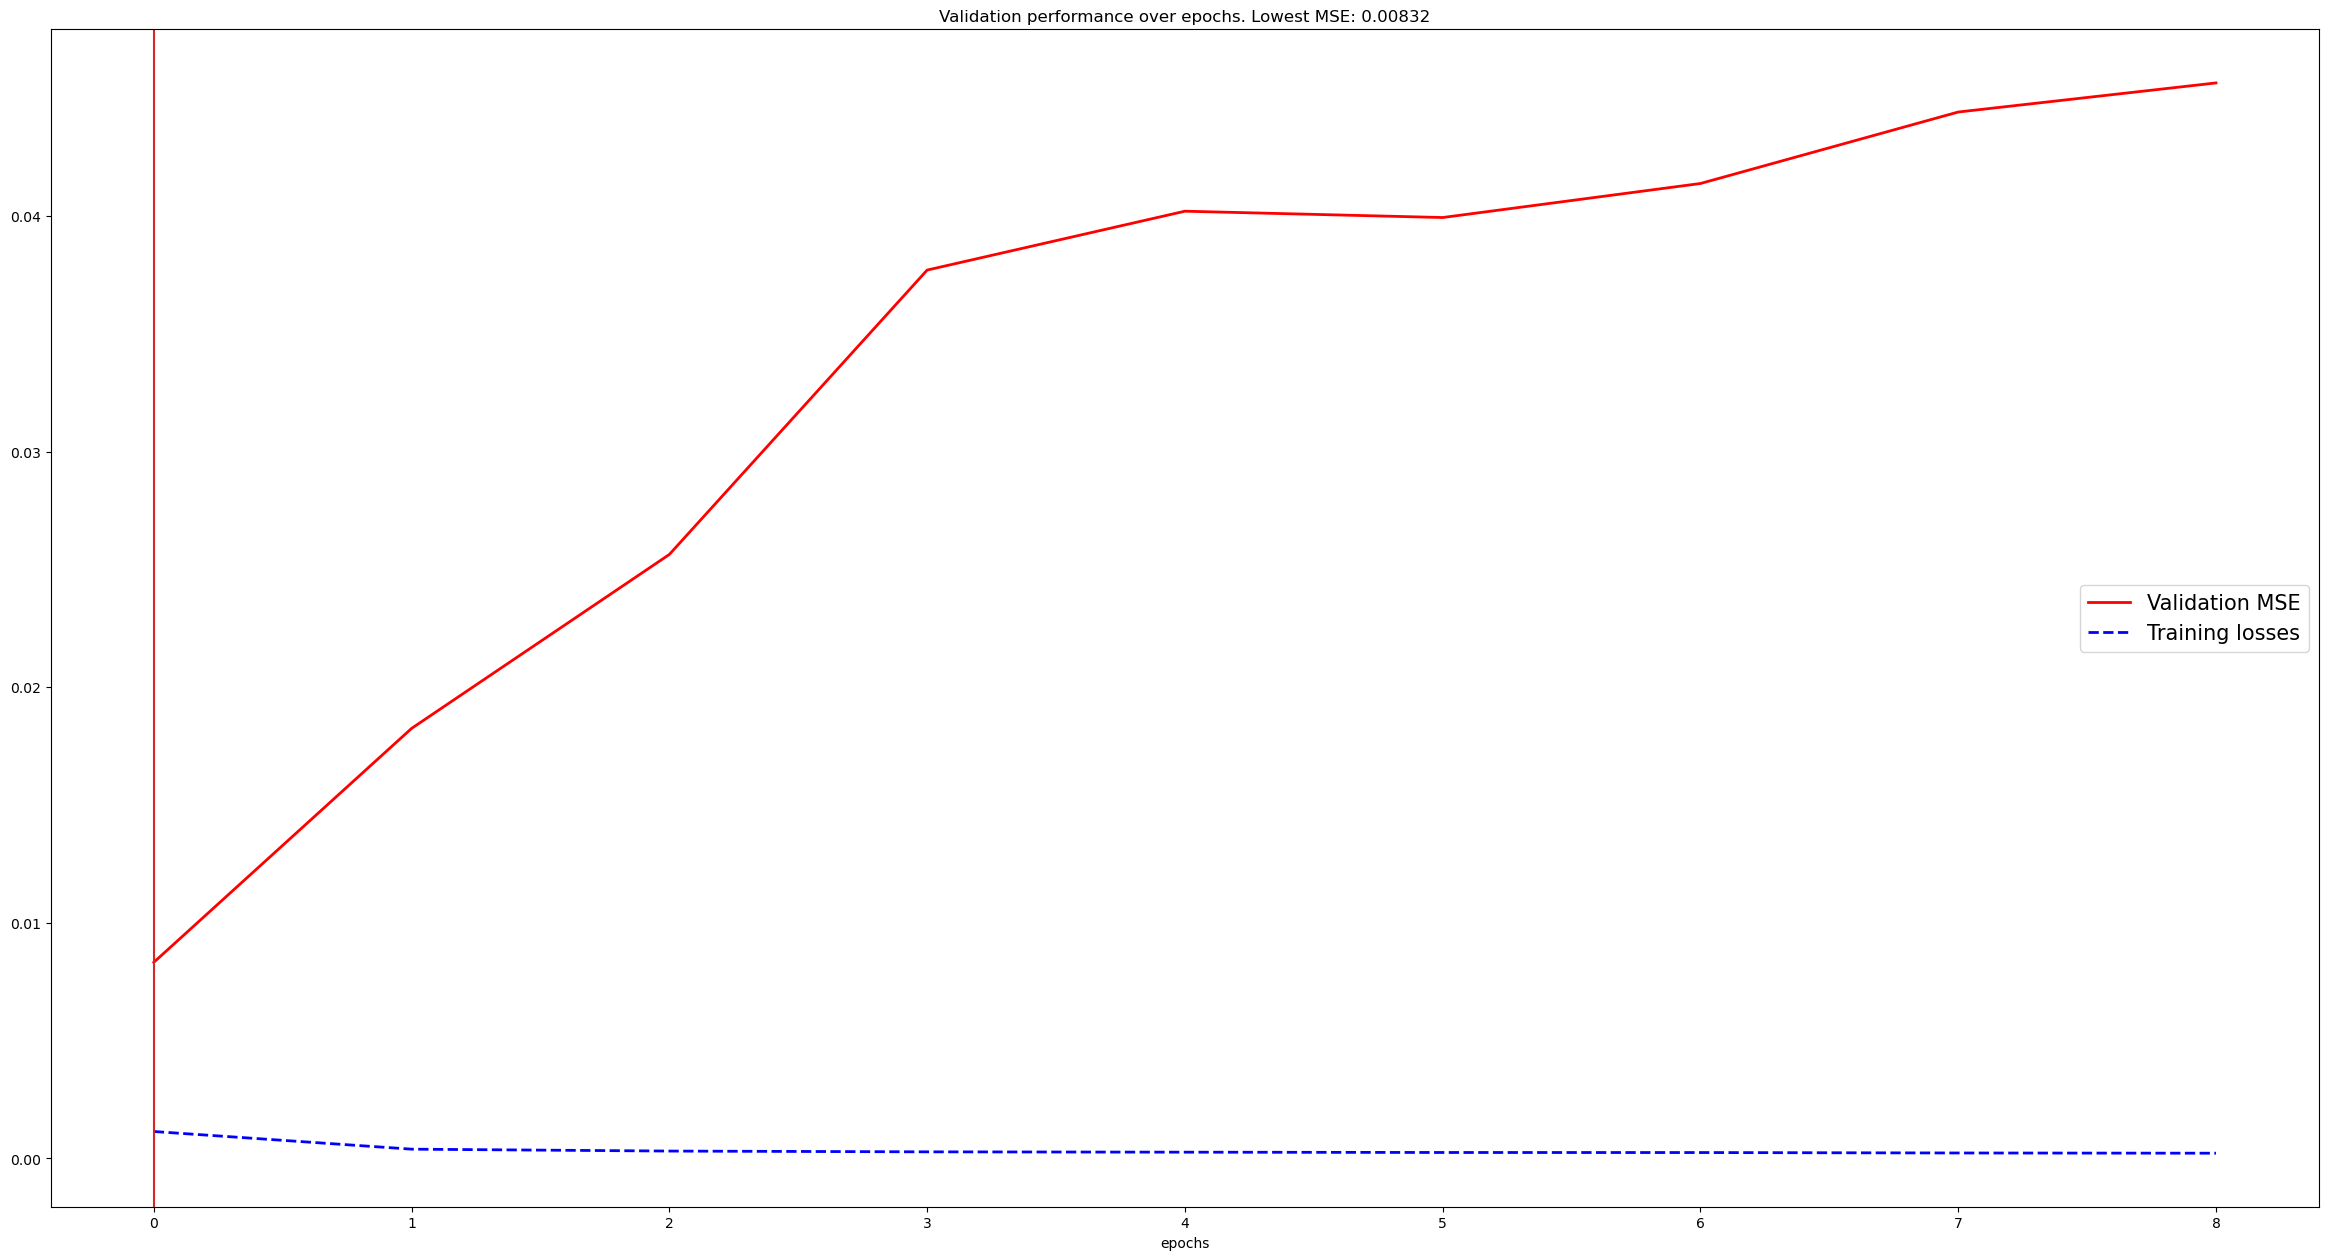 Validation performance over epochs. Lowest MSE: 0.00832
0.04
0.03
0.02
0.01
0.00
Validation MSE
Training losses
0 1 2 3 4 5 6 7 8
epochs